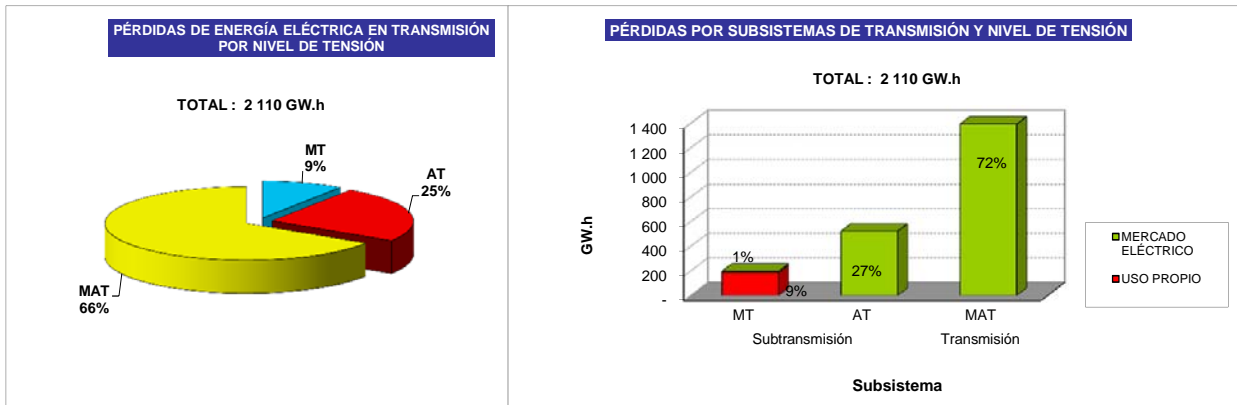 PÉRDIDAS DE ENERGÍA ELÉCTRICA EN TRANSMISIÓN
POR NIVEL DE TENSIÓN
TOTAL : 2 110 GW.h
MT
9%
AT
25%
MAT
66%
PÉRDIDAS POR SUBSISTEMAS DE TRANSMISIÓN Y NIVEL DE TENSIÓN
TOTAL : 2 110 GW.h
GW.h
1 400
1 200
1 000
800
600
400
200
-
1%
9%
27%
72%
MT
AT
MAT
Subtransmisión
Transmisión
Subsistema
MERCADO
ELÉCTRICO
USO PROPIO